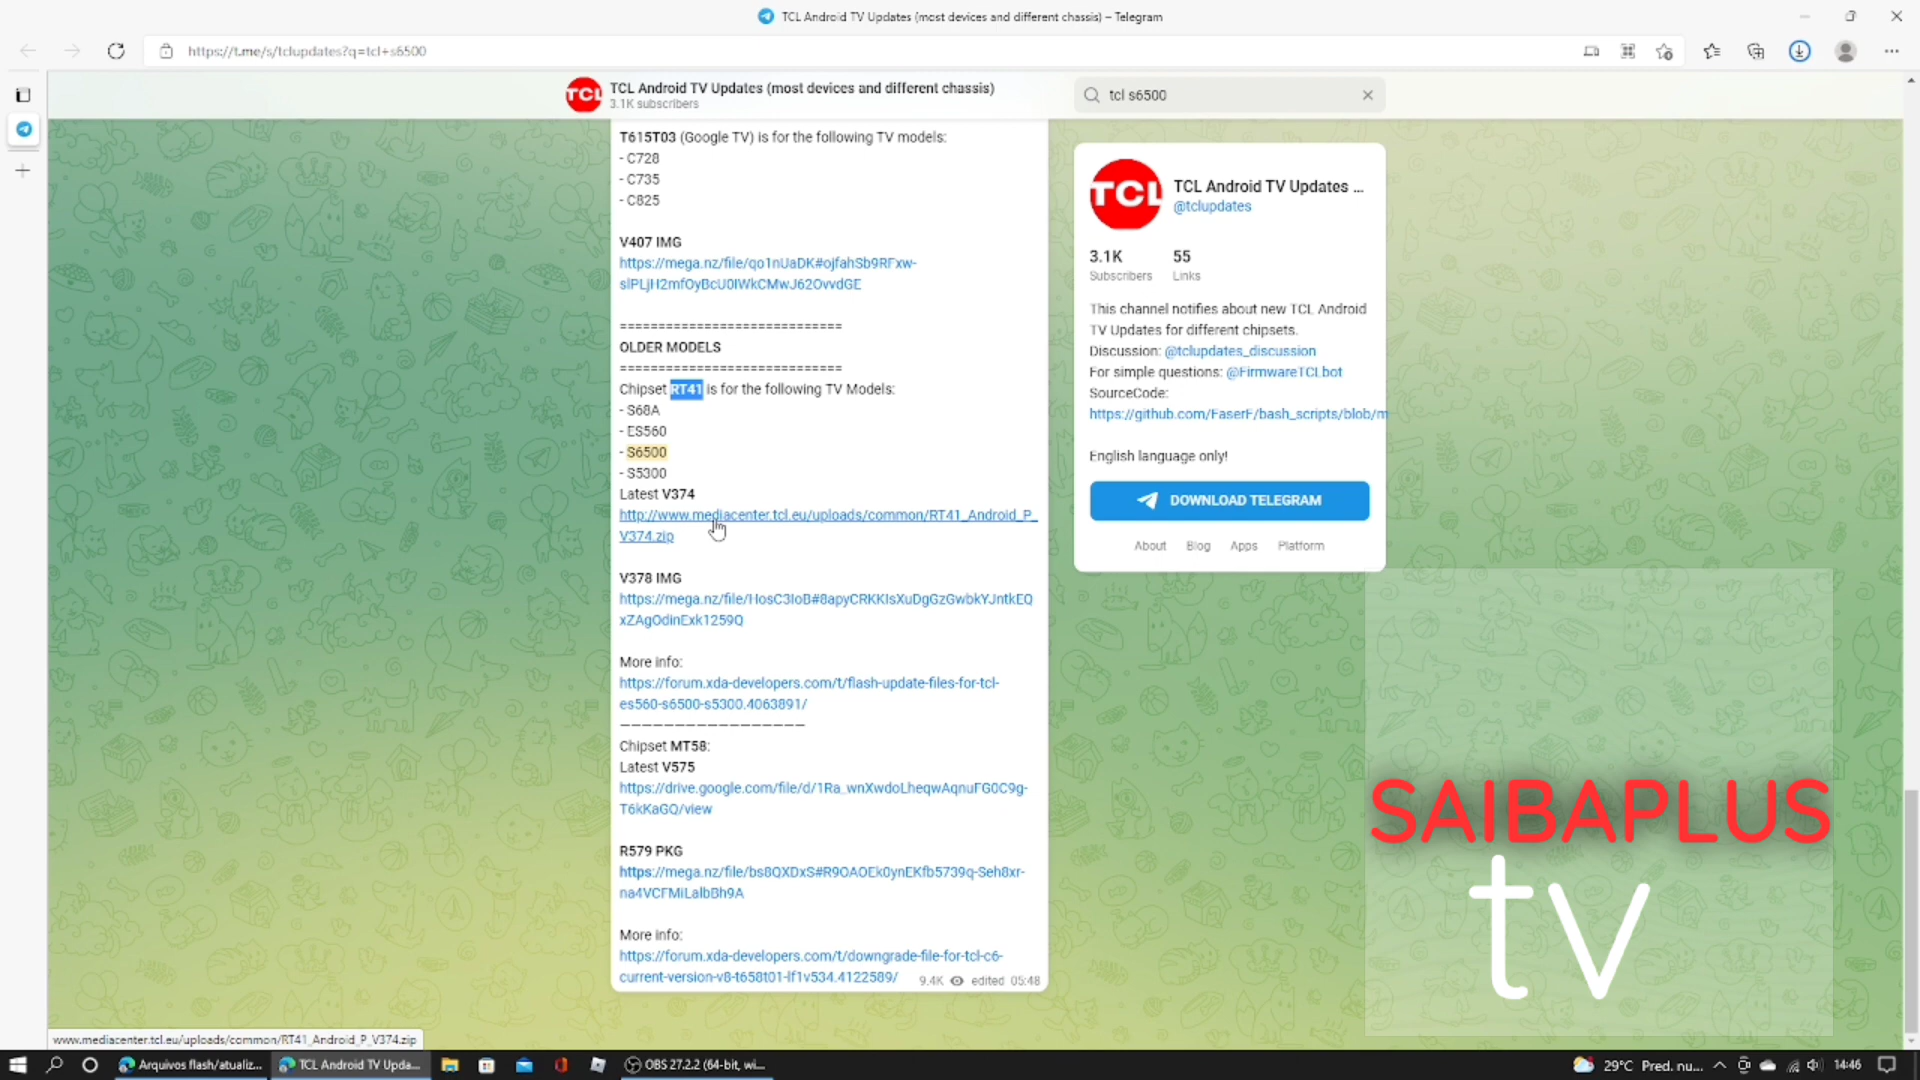 TCL Android TV Updates (most devices and different chassis) – Telegram
https://t.me/s/tclupdates?q=tcl+s6500
TCL
TCL Android TV Updates (most devices and different chassis)
3.1K subscribers
tcl s6500
T615T03 (Google TV) is for the following TV models:
- C728
- C735
- C825
V407 IMG
https://mega.nz/file/qo1nUaDK#ojfahSb9RFxw-
slPLjH2mfOyBcU0IWkCMwJ62OvvdGE
=============================
OLDER MODELS
=============================
Chipset RT41 is for the following TV Models:
- S68A
- ES560
- S6500
- S5300
Latest V374
http://www.mediacenter.tcl.eu/uploads/common/RT41_Android_P_
V374.zip
V378 IMG
https://mega.nz/file/HosC3IoB#8apyCRKKIsXuDgGzGwbkYJntkEQ
xZAgOdinExk1259Q
More info:
https://forum.xda-developers.com/t/flash-update-files-for-tcl-
es560-s6500-s5300.4063891/
—————————————————
Chipset MT58:
Latest V575
https://drive.google.com/file/d/1Ra_wnXwdoLheqwAqnuFG0C9g-
T6kKaGQ/view
R579 PKG
https://mega.nz/file/bs8QXDxS#R9OAOEk0ynEKfb5739q-Seh8xr-
na4VCFMiLalbBh9A
More info:
https://forum.xda-developers.com/t/downgrade-file-for-tcl-c6-
current-version-v8-t658t01-lf1v534.4122589/
9.4K edited 05:48
TCL
TCL Android TV Updates ...
@tclupdates
3.1K 55
Subscribers Links
This channel notifies about new TCL Android
TV Updates for different chipsets.
Discussion: @tclupdates_discussion
For simple questions: @FirmwareTCLbot
SourceCode:
https://github.com/FaserF/bash_scripts/blob/m
English language only!
DOWNLOAD TELEGRAM
About Blog Apps Platform
SAIBAPLUS
tv
www.mediacenter.tcl.eu/uploads/common/RT41_Android_P_V374.zip
Arquivos flash/atualiz...
TCL Android TV Upda...
OBS 27.2.2 (64-bit, wi...
29°C Pred. nu...
14:46